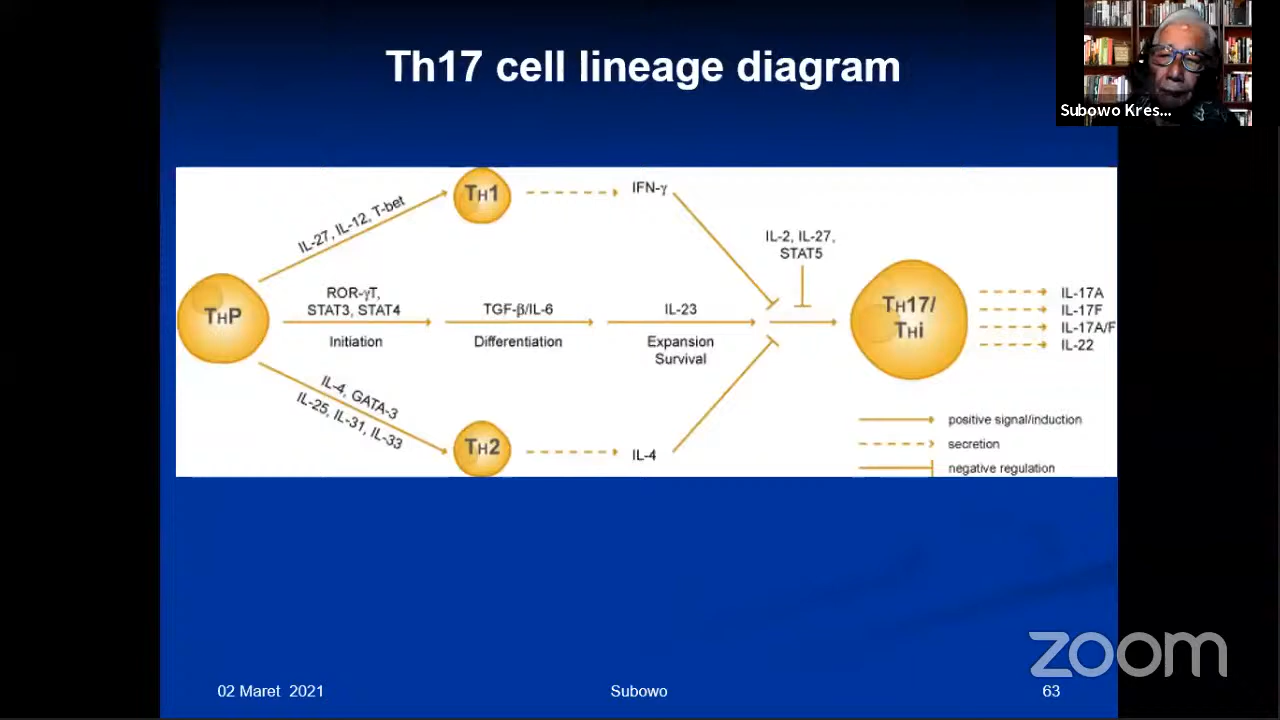 Th17 cell lineage diagram
Subowo Kres...
TH1
IFN-γ
IL-27, IL-12, T-bet
IL-2, IL-27,
STAT5
THP
ROR-γT,
STAT3, STAT4
Initiation
TGF-β/IL-6
Differentiation
IL-23
Expansion
Survival
TH17/
THi
IL-17A
IL-17F
IL-17A/F
IL-22
IL-4, GATA-3
IL-25, IL-31, IL-33
TH2
IL-4
positive signal/induction
secretion
negative regulation
zoom
02 Maret 2021
Subowo
63